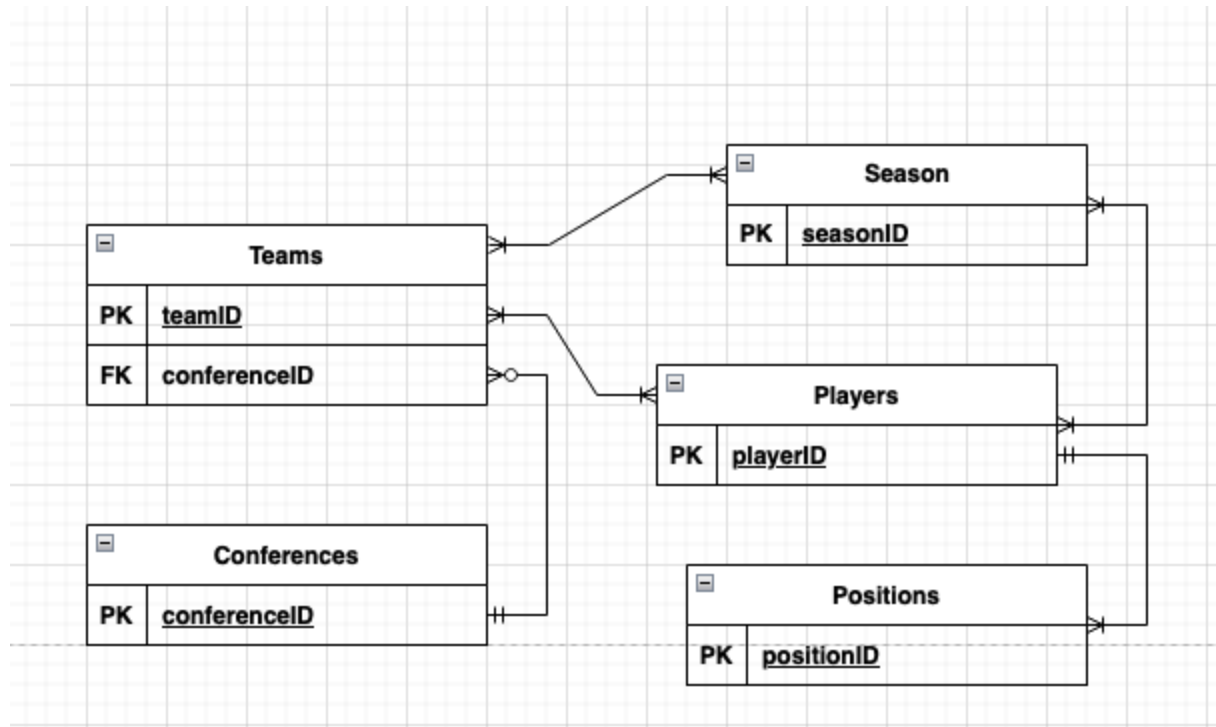 Teams
PK teamID
FK conferenceID
Conferences
PK conferenceID
Season
PK seasonID
Players
PK playerID
Positions
PK positionID